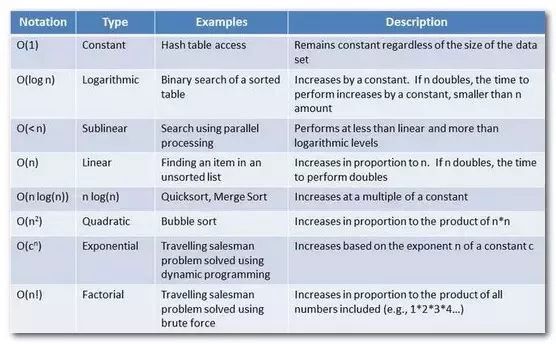 Notation Type Examples Description
O(1) Constant Hash table access Remains constant regardless of the size of the data
set
O(log n) Logarithmic Binary search of a sorted Increases by a constant. If n doubles, the time to
table perform increases by a constant, smaller than n
amount
O(< n) Sublinear Search using parallel Performs at less than linear and more than
processing logarithmic levels
O(n) Linear Finding an item in an Increases in proportion to n. If n doubles, the time
unsorted list to perform doubles
O(n log(n)) n log(n) Quicksort, Merge Sort Increases at a multiple of a constant
O(n²) Quadratic Bubble sort Increases in proportion to the product of n*n
O(cⁿ) Exponential Travelling salesman Increases based on the exponent n of a constant c
problem solved using
dynamic programming
O(n!) Factorial Travelling salesman Increases in proportion to the product of all
problem solved using numbers included (e.g., 1*2*3*4...)
brute force